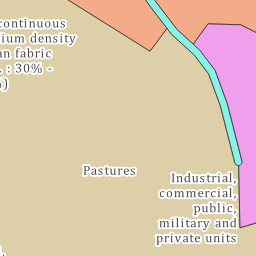 continuous
ium density
an fabric
. : 30% -
)
Pastures
Industrial,
commercial,
public,
military and
private units